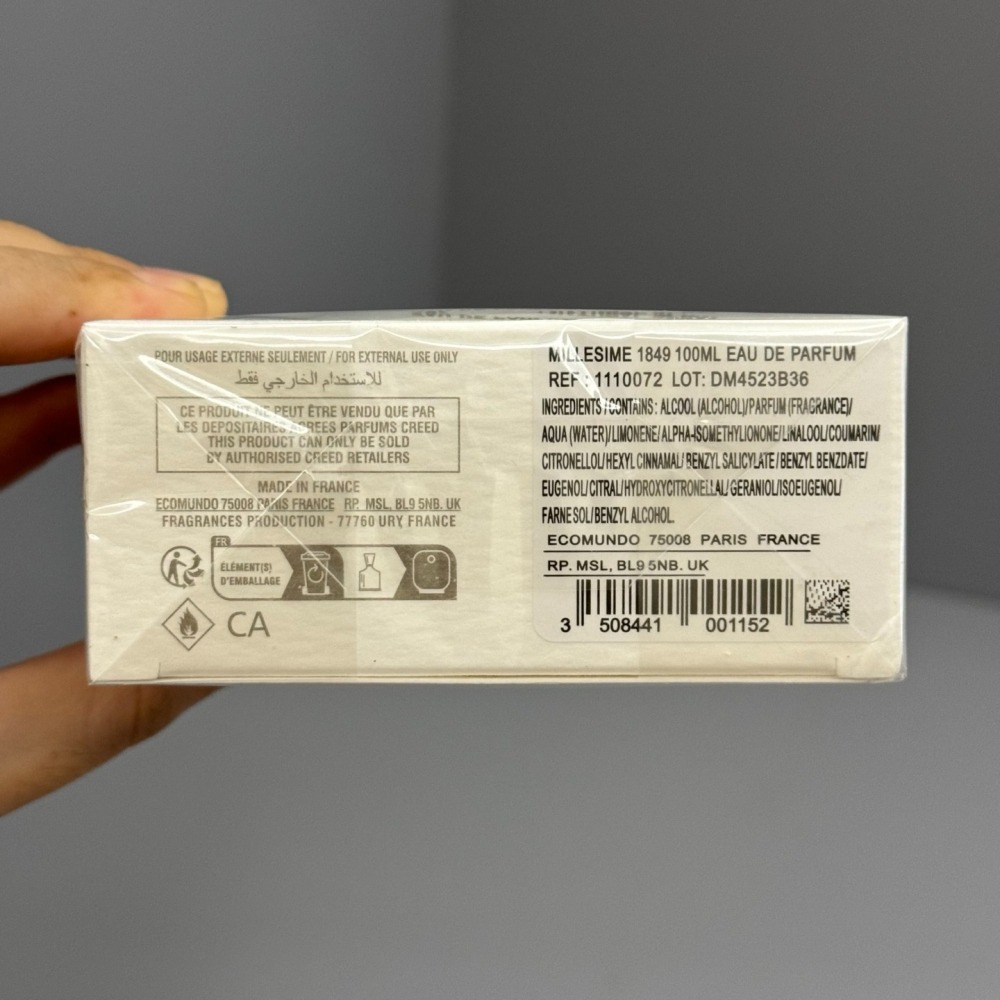 POUR USAGE EXTERNE SEULEMENT / FOR EXTERNAL USE ONLY
للاستخدام الخارجي فقط
CE PRODUIT NE PEUT ÊTRE VENDU QUE PAR
LES DEPOSITAIRES AGREES PARFUMS CREED
THIS PRODUCT CAN ONLY BE SOLD
BY AUTHORISED CREED RETAILERS
MADE IN FRANCE
ECOMUNDO 75008 PARIS FRANCE RP. MSL. BL9 5NB. UK
FRAGRANCES PRODUCTION - 77760 URY, FRANCE
FR
ÉLÉMENT(S)
D'EMBALLAGE
CA
MILLESIME 1849 100ML EAU DE PARFUM
REF : 1110072 LOT: DM4523B36
INGREDIENTS / CONTAINS : ALCOOL (ALCOHOL)/PARFUM (FRAGRANCE)/
AQUA (WATER)/LIMONENE/ALPHA-ISOMETHYLIONONE/LINALOOL/COUMARIN/
CITRONELLOL/HEXYL CINNAMAL/BENZYL SALICYLATE/BENZYL BENZDATE/
EUGENOL/CITRAL/HYDROXYCITRONELLAL/GERANIOL/ISOEUGENOL/
FARNESOL/BENZYL ALCOHOL.
ECOMUNDO 75008 PARIS FRANCE
RP. MSL, BL9 5NB. UK
3 508441 001152